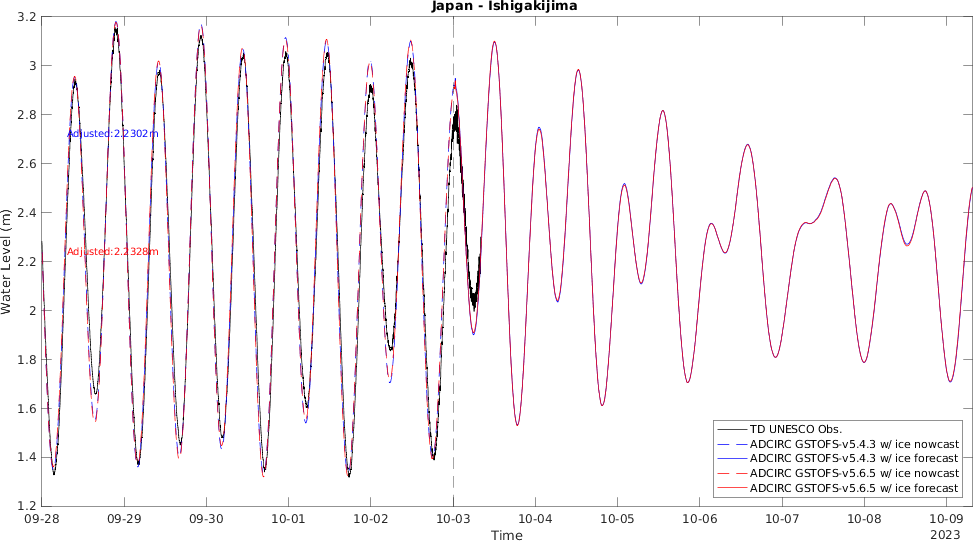 Japan - Ishigakijima
Water Level (m)
3.2
3
2.8
2.6
2.4
2.2
2
1.8
1.6
1.4
1.2
Adjusted:2.2302m
Adjusted:2.2328m
TD UNESCO Obs.
ADCIRC GSTOFS-v5.4.3 w/ ice nowcast
ADCIRC GSTOFS-v5.4.3 w/ ice forecast
ADCIRC GSTOFS-v5.6.5 w/ ice nowcast
ADCIRC GSTOFS-v5.6.5 w/ ice forecast
09-28 09-29 09-30 10-01 10-02 10-03 10-04 10-05 10-06 10-07 10-08 10-09
2023
Time